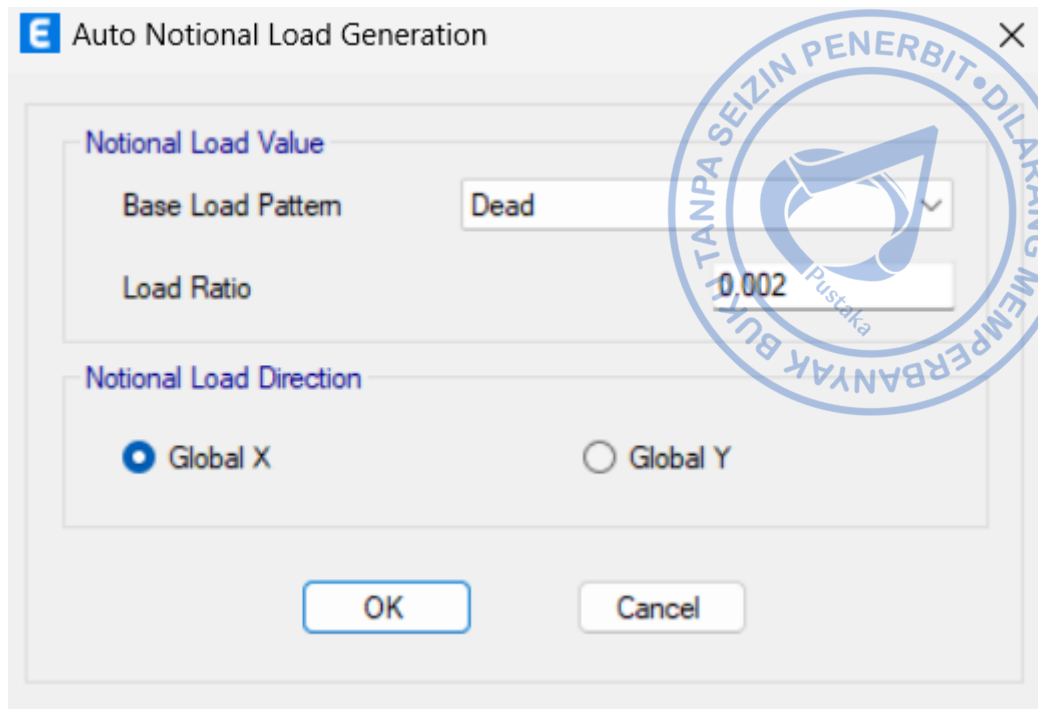 Auto Notional Load Generation
Notional Load Value
Base Load Pattern
Dead
Load Ratio
0.002
Notional Load Direction
Global X
Global Y
OK
Cancel
TANPA SEIZIN PENERBIT • DILARANG MEMPERBANYAK BUKU
Pustaka